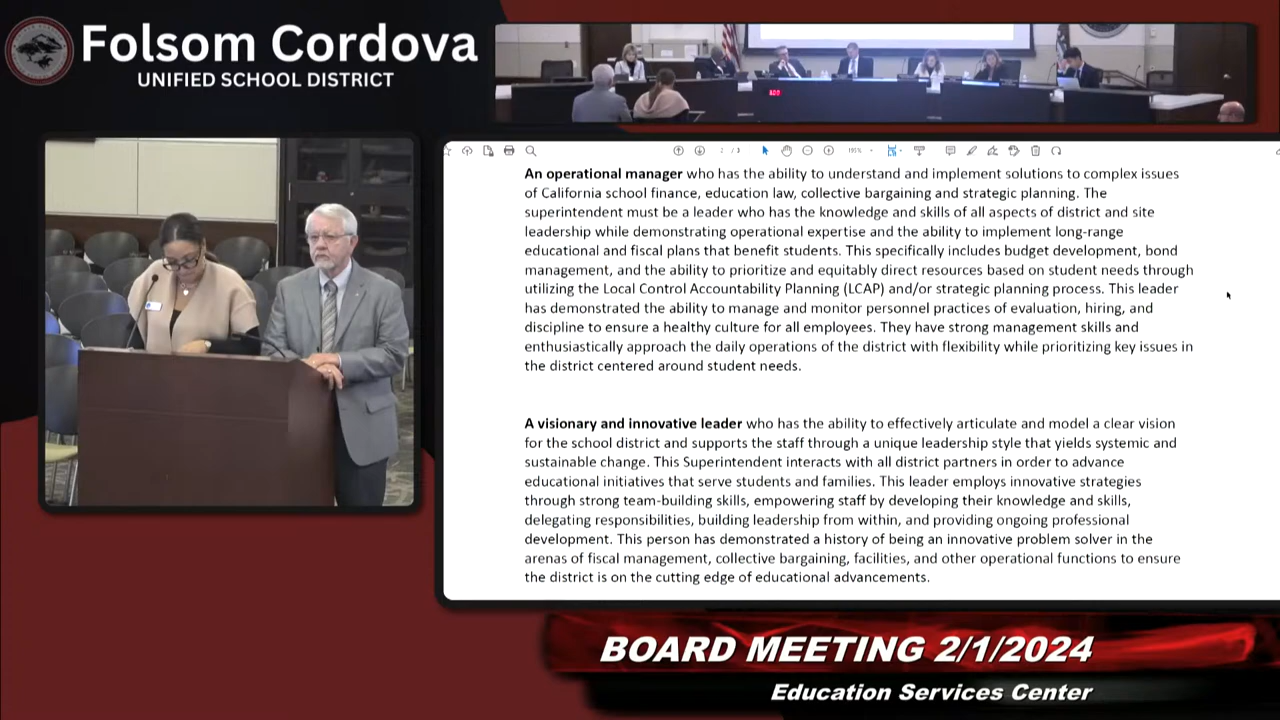 Folsom Cordova
UNIFIED SCHOOL DISTRICT
An operational manager who has the ability to understand and implement solutions to complex issues
of California school finance, education law, collective bargaining and strategic planning. The
superintendent must be a leader who has the knowledge and skills of all aspects of district and site
leadership while demonstrating operational expertise and the ability to implement long-range
educational and fiscal plans that benefit students. This specifically includes budget development, bond
management, and the ability to prioritize and equitably direct resources based on student needs through
utilizing the Local Control Accountability Planning (LCAP) and/or strategic planning process. This leader
has demonstrated the ability to manage and monitor personnel practices of evaluation, hiring, and
discipline to ensure a healthy culture for all employees. They have strong management skills and
enthusiastically approach the daily operations of the district with flexibility while prioritizing key issues in
the district centered around student needs.
A visionary and innovative leader who has the ability to effectively articulate and model a clear vision
for the school district and supports the staff through a unique leadership style that yields systemic and
sustainable change. This Superintendent interacts with all district partners in order to advance
educational initiatives that serve students and families. This leader employs innovative strategies
through strong team-building skills, empowering staff by developing their knowledge and skills,
delegating responsibilities, building leadership from within, and providing ongoing professional
development. This person has demonstrated a history of being an innovative problem solver in the
arenas of fiscal management, collective bargaining, facilities, and other operational functions to ensure
the district is on the cutting edge of educational advancements.
BOARD MEETING 2/1/2024
Education Services Center